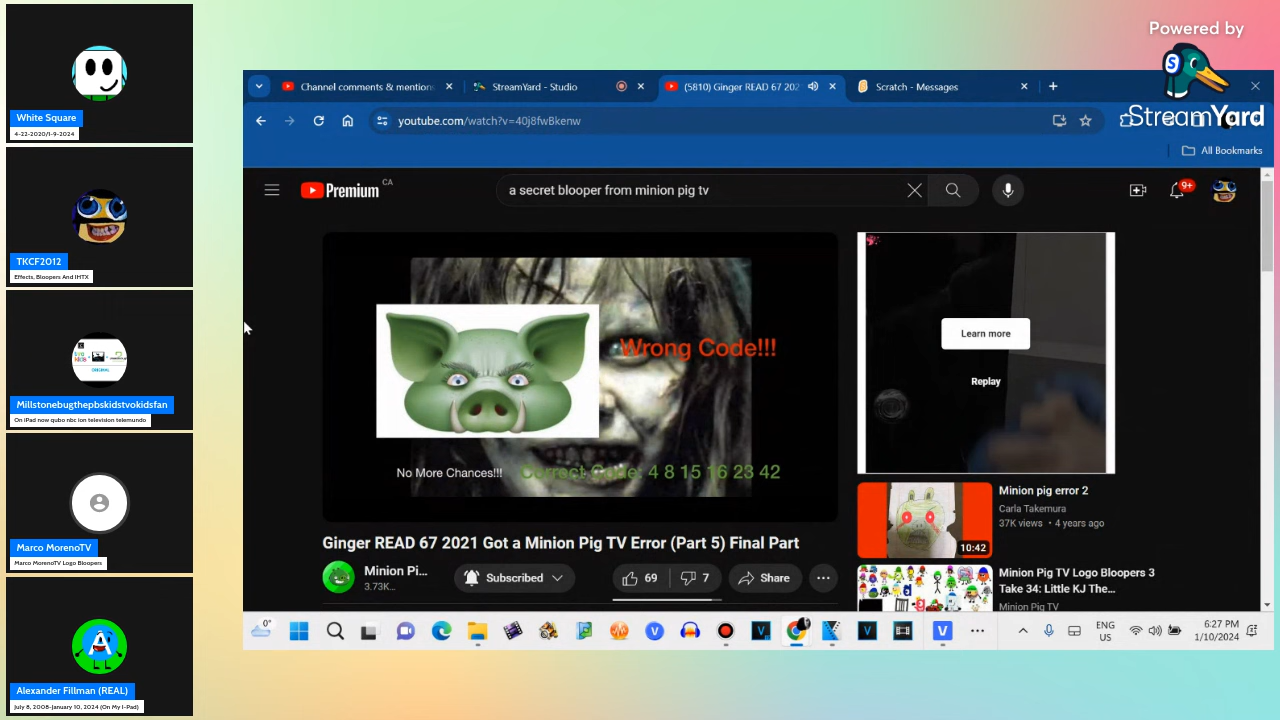 White Square
4-22-2020/1-9-2024
TKCF2012
Effects, Bloopers And IHTX
Millstonebugthepbskidstvokidsfan
On iPad now qubo nbc ion television telemundo
Marco MorenoTV
Marco MorenoTV Logo Bloopers
Alexander Fillman (REAL)
July 8, 2008-January 10, 2024 (On My I-Pad)
Powered by
StreamYard
Channel comments & mention
StreamYard - Studio
(5810) Ginger READ 67 202
Scratch - Messages
youtube.com/watch?v=40j8fwBkenw
All Bookmarks
Premium CA
a secret blooper from minion pig tv
9+
Wrong Code!!!
No More Chances!!!
Correct Code: 4 8 15 16 23 42
Learn more
Replay
Ginger READ 67 2021 Got a Minion Pig TV Error (Part 5) Final Part
Minion Pi...
3.73K...
Subscribed
69
7
Share
Minion pig error 2
Carla Takemura
37K views • 4 years ago
10:42
Minion Pig TV Logo Bloopers 3
Take 34: Little KJ The...
Minion Pig TV
0°
ENG
US
6:27 PM
1/10/2024